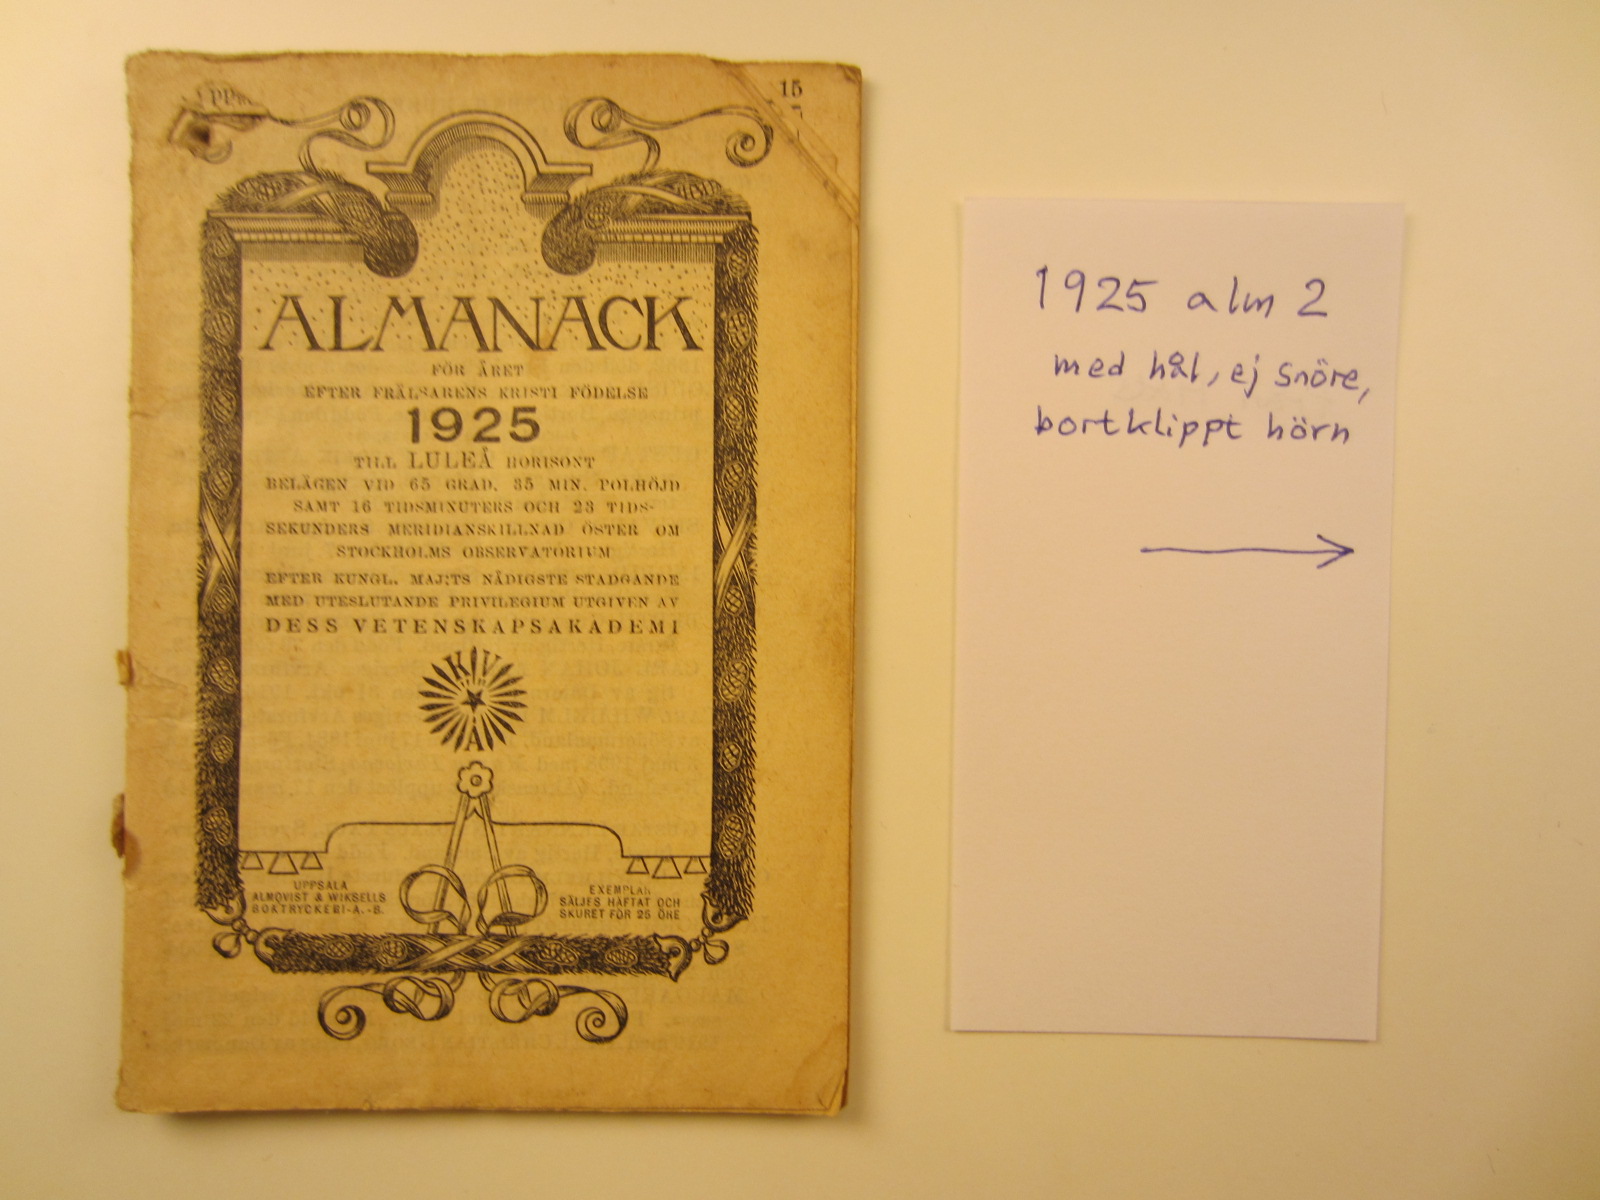 15
ALMANACK
FÖR ÅRET
EFTER FRÄLSARENS KRISTI FÖDELSE
1925
TILL LULEÅ HORISONT
BELÄGEN VID 65 GRAD. 35 MIN. POLHÖJD
SAMT 16 TIDSMINUTERS OCH 23 TIDS-
SEKUNDERS MERIDIANSKILLNAD ÖSTER OM
STOCKHOLMS OBSERVATORIUM
EFTER KUNGL. MAJ:TS NÅDIGSTE STADGANDE
MED UTESLUTANDE PRIVILEGIUM UTGIVEN AV
DESS VETENSKAPSAKADEMI
K V
A
UPPSALA
ALMQVIST & WIKSELLS
BOKTRYCKERI-A.-B.
EXEMPLAR
SÄLJES HÄFTAT OCH
SKURET FÖR 25 ÖRE
1925 alm 2
med hål, ej snöre,
bortklippt hörn